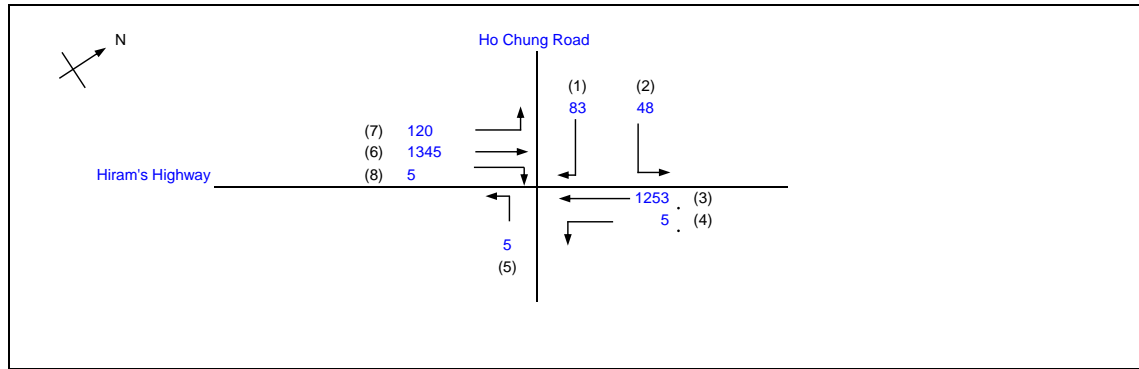 N
Ho Chung Road
(1) (2)
83 48
(7) 120
(6) 1345
(8) 5
Hiram's Highway
1253 . (3)
5 . (4)
5
(5)